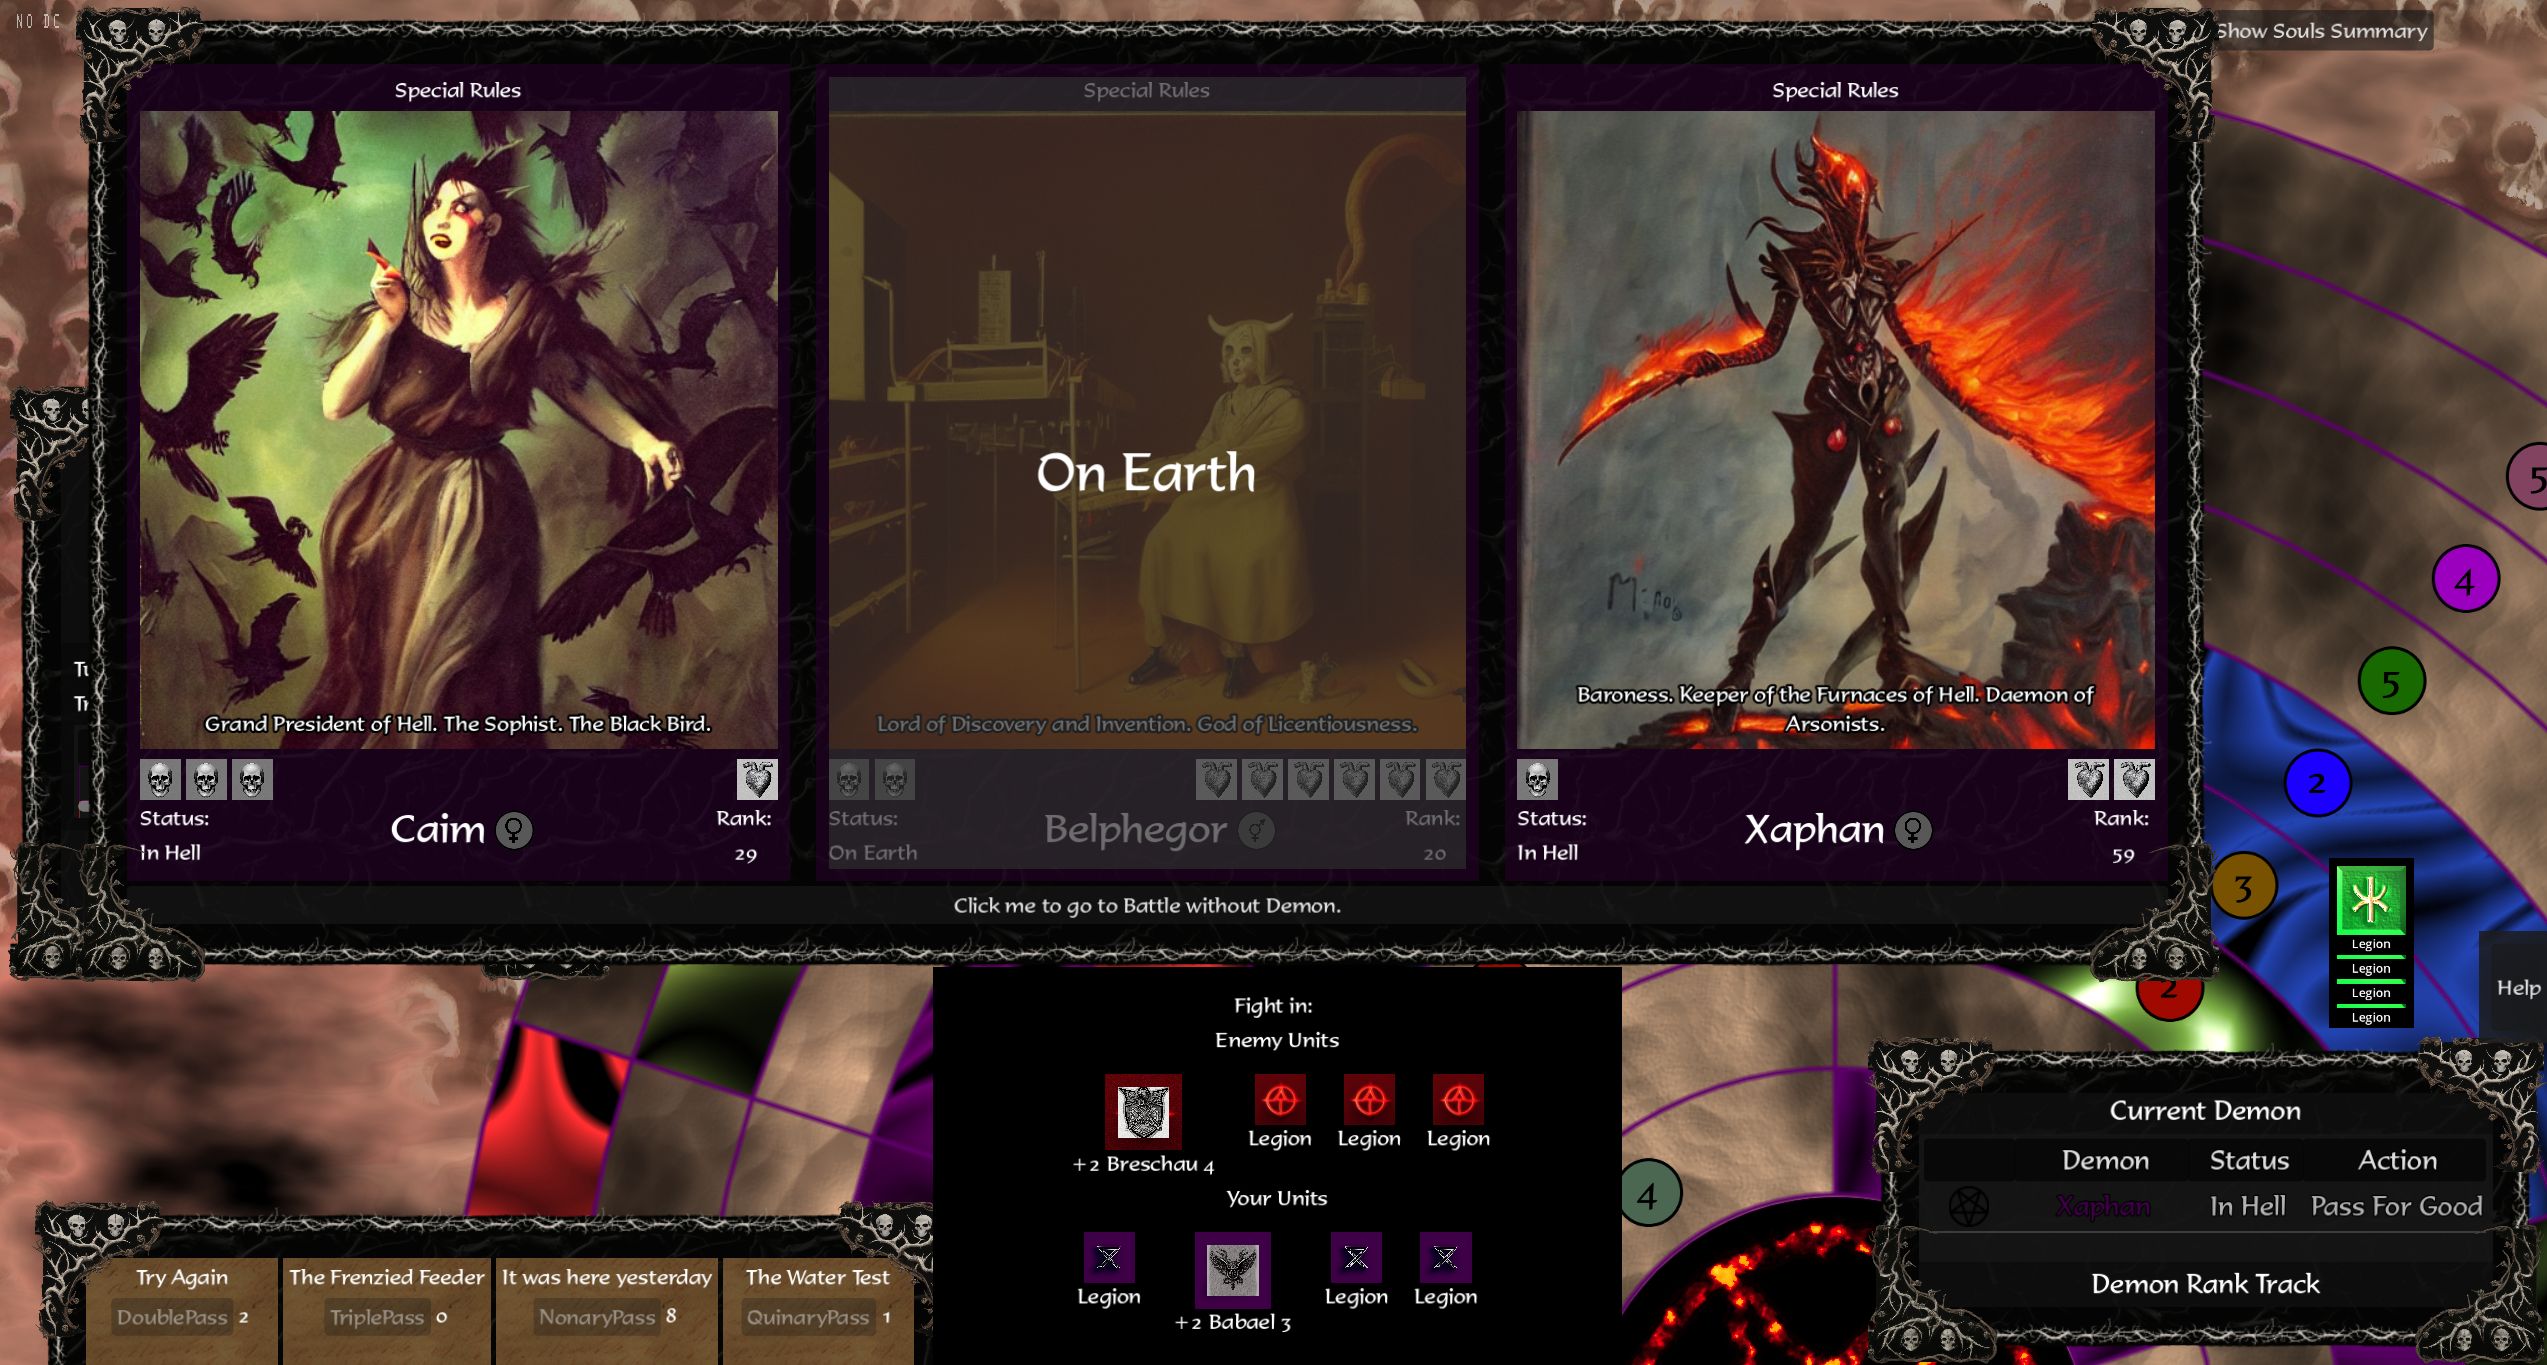 NO DC
Show Souls Summary
Special Rules
Grand President of Hell. The Sophist. The Black Bird.
Status:
In Hell
Caim
Rank:
29
Special Rules
On Earth
Lord of Discovery and Invention. God of Licentiousness.
Status:
On Earth
Belphegor
Rank:
20
Special Rules
Baroness. Keeper of the Furnaces of Hell. Daemon of
Arsonists.
Status:
In Hell
Xaphan
Rank:
59
Click me to go to Battle without Demon.
5
4
5
2
3
2
4
Legion
Legion
Legion
Legion
Help
Fight in:
Enemy Units
+2 Breschau 4
Legion
Legion
Legion
Your Units
Legion
+2 Babael 3
Legion
Legion
Try Again
DoublePass 2
The Frenzied Feeder
TriplePass 0
It was here yesterday
NonaryPass 8
The Water Test
QuinaryPass 1
Current Demon
Demon Status Action
Xaphan In Hell Pass For Good
Demon Rank Track